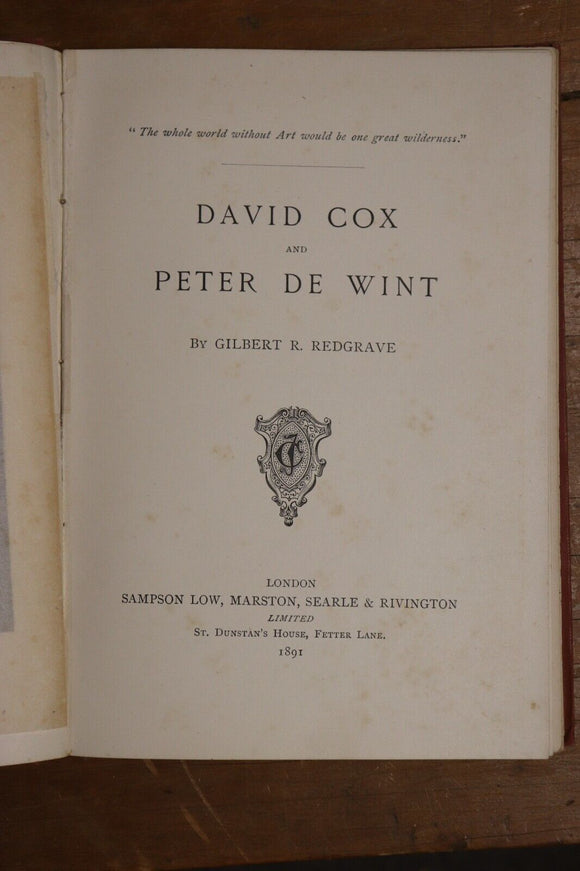 “ The whole world without Art would be one great wilderness.”
DAVID COX
AND
PETER DE WINT
BY GILBERT R. REDGRAVE
LONDON
SAMPSON LOW, MARSTON, SEARLE & RIVINGTON
LIMITED
ST. DUNSTAN'S HOUSE, FETTER LANE.
1891